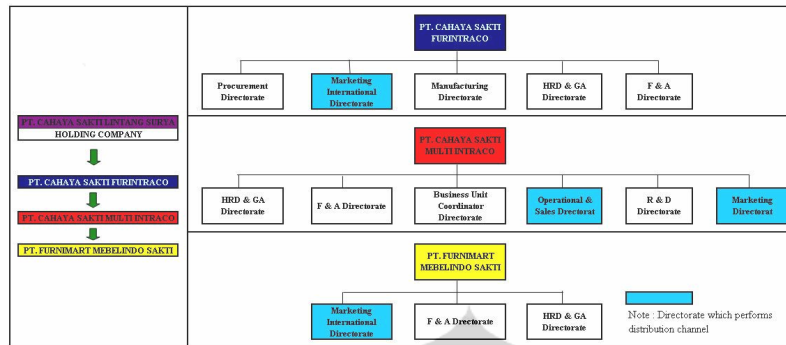 PT. CAHAYA SAKTI LINTANG SURYA
HOLDING COMPANY
PT. CAHAYA SAKTI FURINTRACO
PT. CAHAYA SAKTI MULTI INTRACO
PT. FURNIMART MEBELINDO SAKTI
PT. CAHAYA SAKTI
FURINTRACO
Procurement
Directorate
Marketing
International
Directorate
Manufacturing
Directorate
HRD & GA
Directorate
F & A
Directorate
PT. CAHAYA SAKTI
MULTI INTRACO
HRD & GA
Directorate
F & A Directorate
Business Unit
Coordinator
Directorate
Operational
& Sales Drectorat
R & D
Directorate
Marketing
Directorat
PT. FURNIMART
MEBELINDO SAKTI
Marketing
International
Directorate
F & A Directorate
HRD & GA
Directorate
Note : Directorate which performs
distribution channel